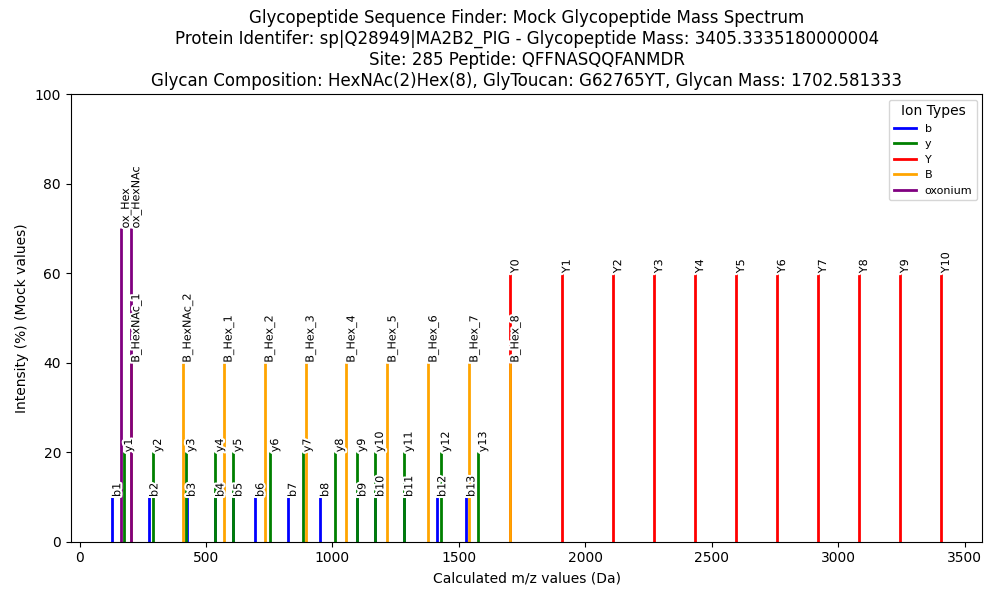 Glycopeptide Sequence Finder: Mock Glycopeptide Mass Spectrum
Protein Identifer: sp|Q28949|MA2B2_PIG - Glycopeptide Mass: 3405.3335180000004
Site: 285 Peptide: QFFNASQQFANMDR
Glycan Composition: HexNAc(2)Hex(8), GlyToucan: G62765YT, Glycan Mass: 1702.581333
Intensity (%) (Mock values)
100
80
60
40
20
0
Ion Types
b
y
Y
B
oxonium
ox_Hex
ox_HexNAc
Y0
Y1
Y2
Y3
Y4
Y5
Y6
Y7
Y8
Y9
Y10
B_HexNAc_1
B_HexNAc_2
B_Hex_1
B_Hex_2
B_Hex_3
B_Hex_4
B_Hex_5
B_Hex_6
B_Hex_7
B_Hex_8
y1
y2
y3
y4
y5
y6
y7
y8
y9
y10
y11
y12
y13
b1
b2
b3
b4
b5
b6
b7
b8
b9
b10
b11
b12
b13
0
500
1000
1500
2000
2500
3000
3500
Calculated m/z values (Da)